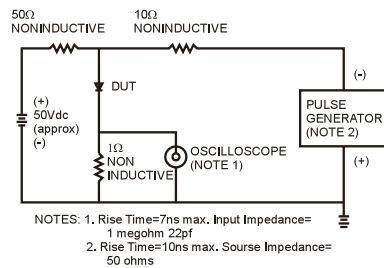 50Ω
NONINDUCTIVE
10Ω
NONINDUCTIVE
(+)
50Vdc
(approx)
(-)
DUT
1Ω
NON
INDUCTIVE
OSCILLOSCOPE
(NOTE 1)
(-)
PULSE
GENERATOR
(NOTE 2)
(+)
NOTES: 1. Rise Time=7ns max. Input Impedance=
1 megohm 22pf
2. Rise Time=10ns max. Sourse Impedance=
50 ohms